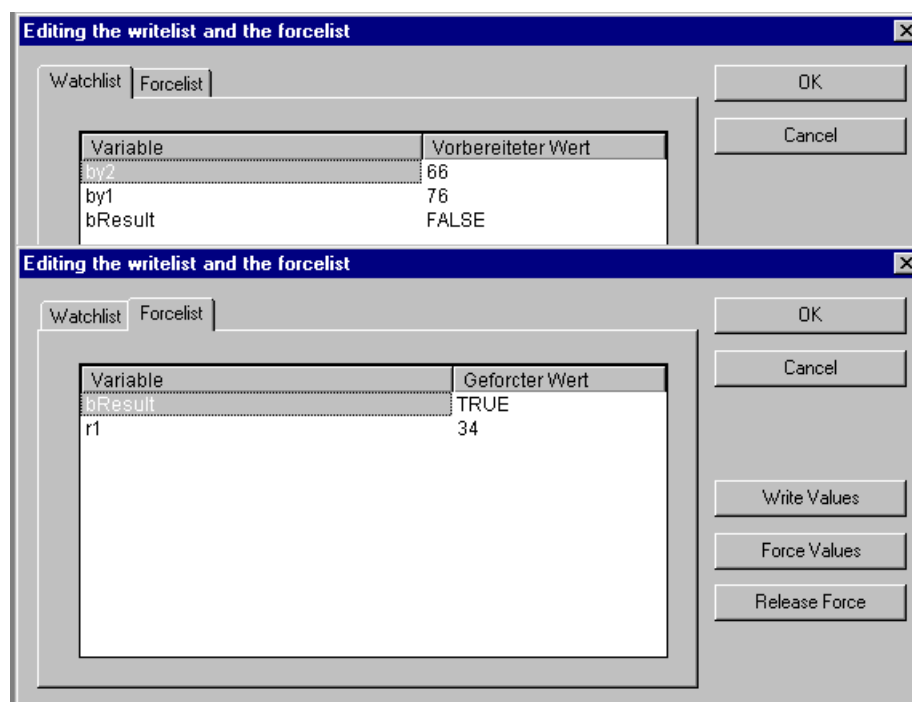 Editing the writelist and the forcelist
Watchlist Forcelist
OK
Cancel
Variable Vorbereiteter Wert
by2 66
by1 76
bResult FALSE
Editing the writelist and the forcelist
Watchlist Forcelist
OK
Cancel
Variable Geforcter Wert
bResult TRUE
r1 34
Write Values
Force Values
Release Force